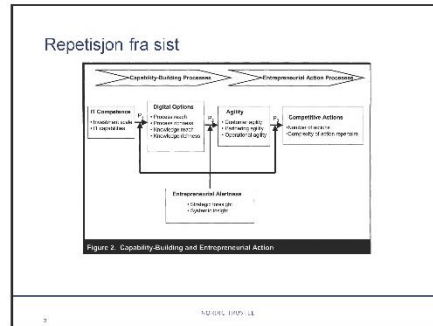 Repetisjon fra sist
Capability-Building Processes
Entrepreneurial Action Processes
IT Competence
• Investment scale
• IT capabilities
Digital Options
• Process reach
• Process richness
• Knowledge reach
• Knowledge richness
Agility
• Customer agility
• Partnering agility
• Operational agility
Competitive Actions
• Number of actions
• Complexity of action repertoire
Entrepreneurial Alertness
• Strategic foresight
• Systemic insight
Figure 2. Capability-Building and Entrepreneurial Action
NORDIC TRUSTEE